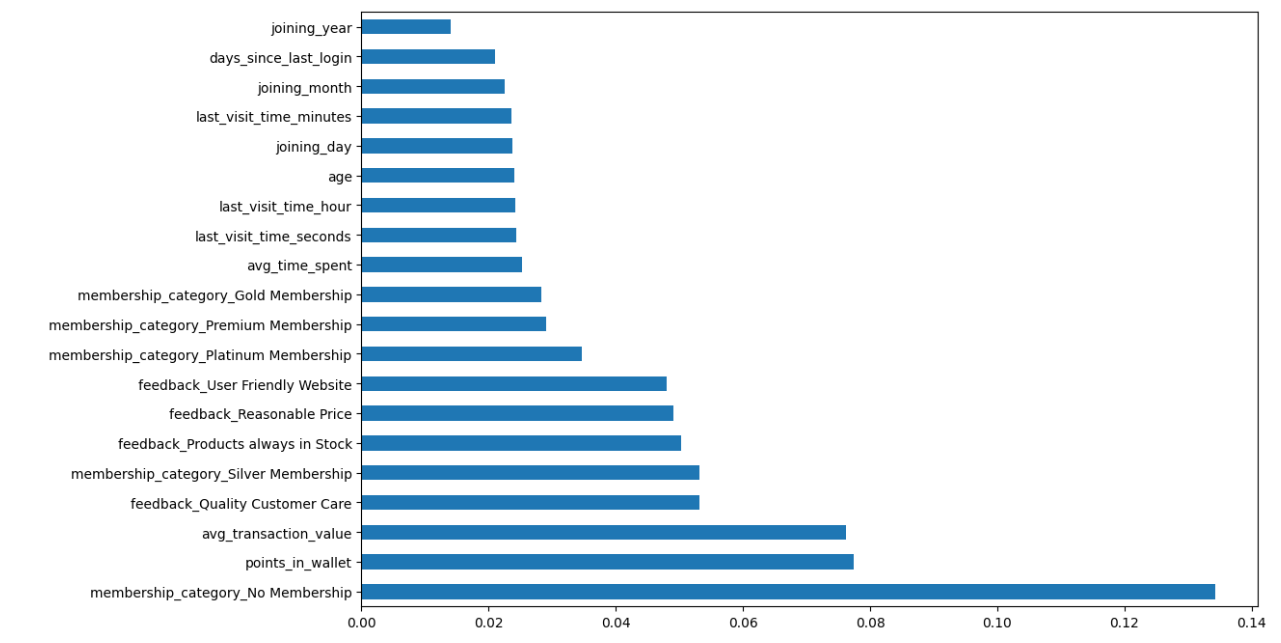 joining_year
days_since_last_login
joining_month
last_visit_time_minutes
joining_day
age
last_visit_time_hour
last_visit_time_seconds
avg_time_spent
membership_category_Gold Membership
membership_category_Premium Membership
membership_category_Platinum Membership
feedback_User Friendly Website
feedback_Reasonable Price
feedback_Products always in Stock
membership_category_Silver Membership
feedback_Quality Customer Care
avg_transaction_value
points_in_wallet
membership_category_No Membership
0.00 0.02 0.04 0.06 0.08 0.10 0.12 0.14